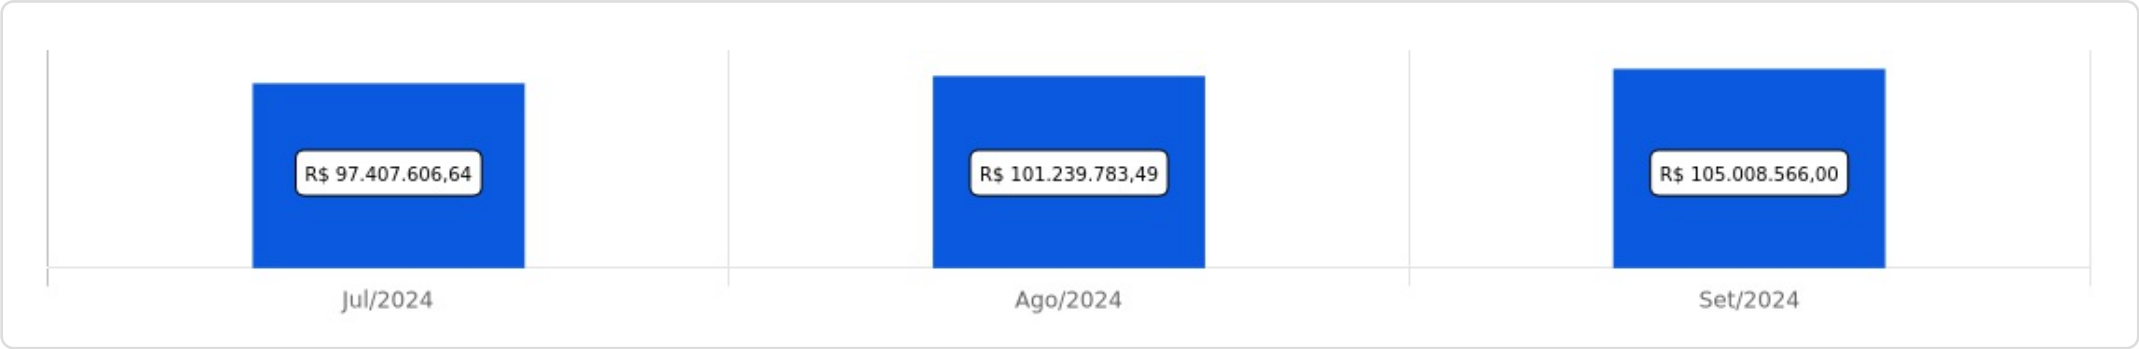 R$ 97.407.606,64
R$ 101.239.783,49
R$ 105.008.566,00
Jul/2024
Ago/2024
Set/2024